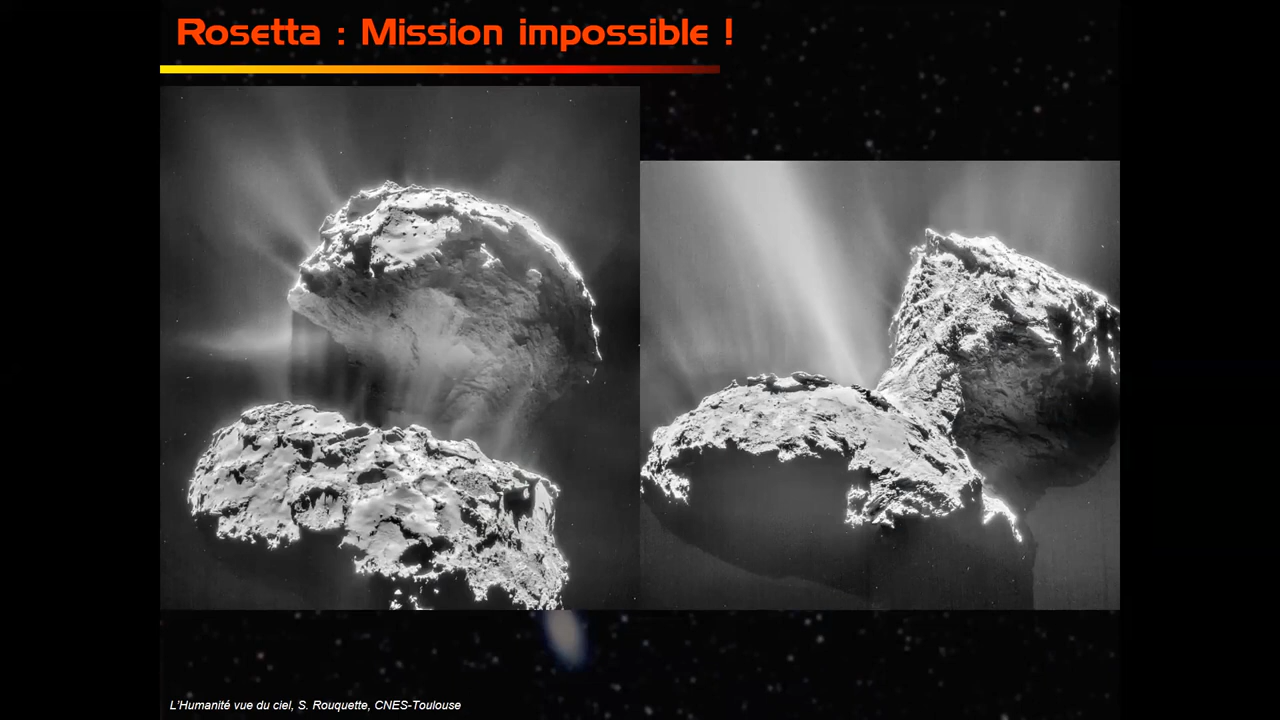 Rosetta : Mission impossible !
L'Humanité vue du ciel, S. Rouquette, CNES-Toulouse